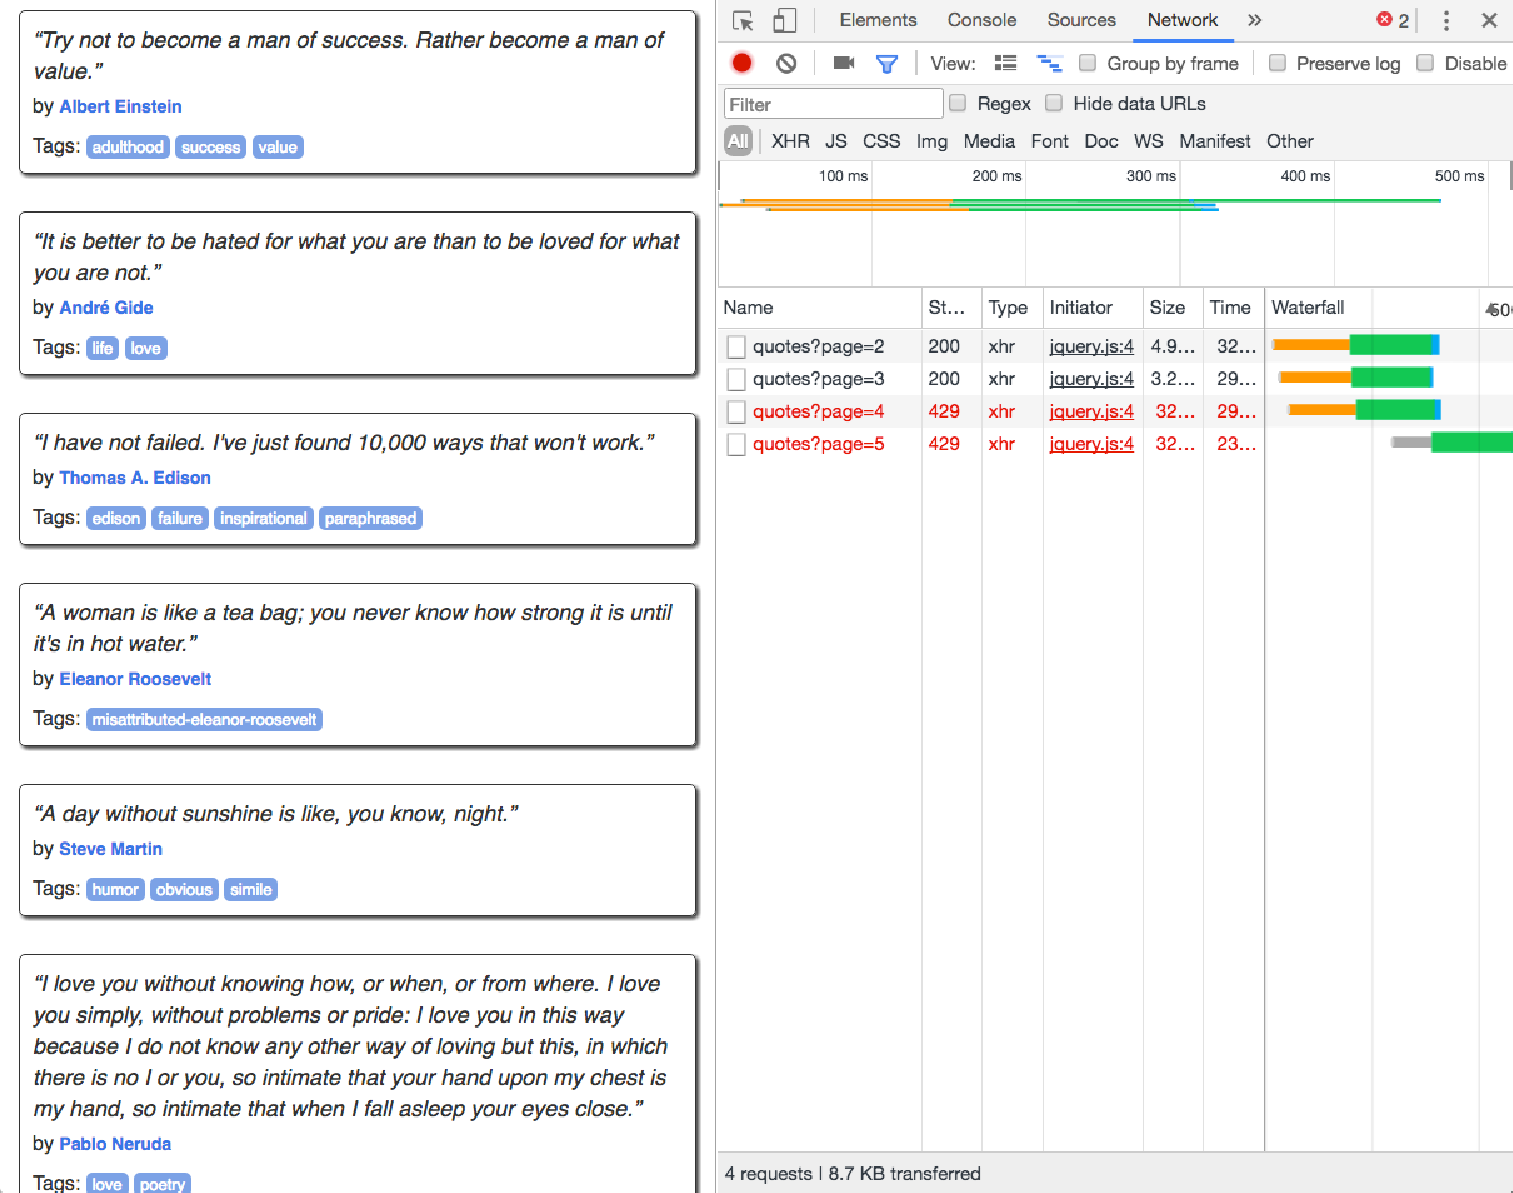 “Try not to become a man of success. Rather become a man of
value.”
by Albert Einstein
Tags: adulthood success value
“It is better to be hated for what you are than to be loved for what
you are not.”
by André Gide
Tags: life love
“I have not failed. I've just found 10,000 ways that won't work.”
by Thomas A. Edison
Tags: edison failure inspirational paraphrased
“A woman is like a tea bag; you never know how strong it is until
it's in hot water.”
by Eleanor Roosevelt
Tags: misattributed-eleanor-roosevelt
“A day without sunshine is like, you know, night.”
by Steve Martin
Tags: humor obvious simile
“I love you without knowing how, or when, or from where. I love
you simply, without problems or pride: I love you in this way
because I do not know any other way of loving but this, in which
there is no I or you, so intimate that your hand upon my chest is
my hand, so intimate that when I fall asleep your eyes close.”
by Pablo Neruda
Tags: love poetry
Elements Console Sources Network » 2
View: Group by frame Preserve log Disable
Filter Regex Hide data URLs
All XHR JS CSS Img Media Font Doc WS Manifest Other
100 ms 200 ms 300 ms 400 ms 500 ms
Name St... Type Initiator Size Time Waterfall
quotes?page=2 200 xhr jquery.js:4 4.9... 32...
quotes?page=3 200 xhr jquery.js:4 3.2... 29...
quotes?page=4 429 xhr jquery.js:4 32... 29...
quotes?page=5 429 xhr jquery.js:4 32... 23...
4 requests | 8.7 KB transferred